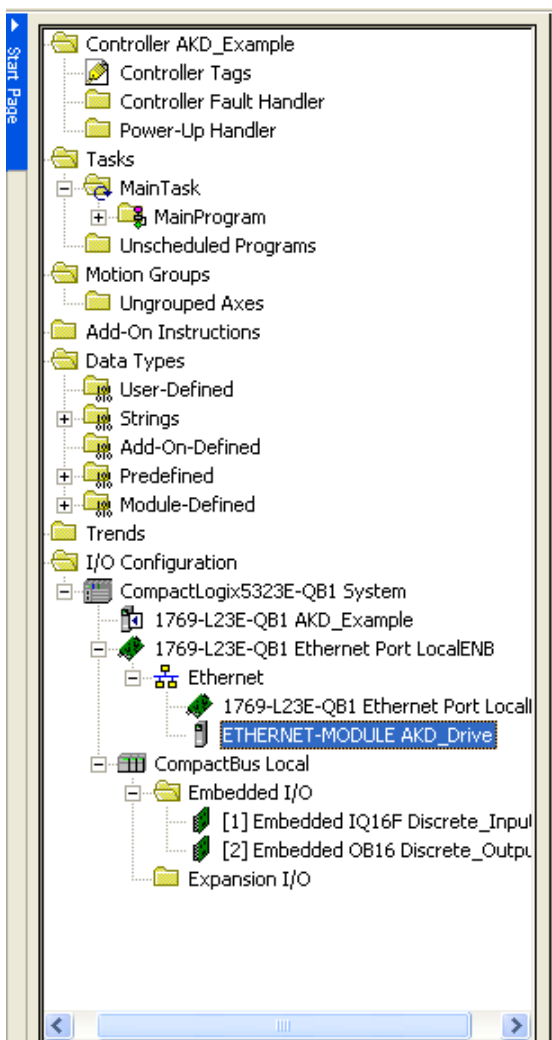 Start Page
Controller AKD_Example
Controller Tags
Controller Fault Handler
Power-Up Handler
Tasks
MainTask
MainProgram
Unscheduled Programs
Motion Groups
Ungrouped Axes
Add-On Instructions
Data Types
User-Defined
Strings
Add-On-Defined
Predefined
Module-Defined
Trends
I/O Configuration
CompactLogix5323E-QB1 System
1769-L23E-QB1 AKD_Example
1769-L23E-QB1 Ethernet Port LocalENB
Ethernet
1769-L23E-QB1 Ethernet Port Local
ETHERNET-MODULE AKD_Drive
CompactBus Local
Embedded I/O
[1] Embedded IQ16F Discrete_Input
[2] Embedded OB16 Discrete_Outpu
Expansion I/O